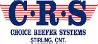 C·R·S
CHOICE REEFER SYSTEMS
STIRLING, ONT.